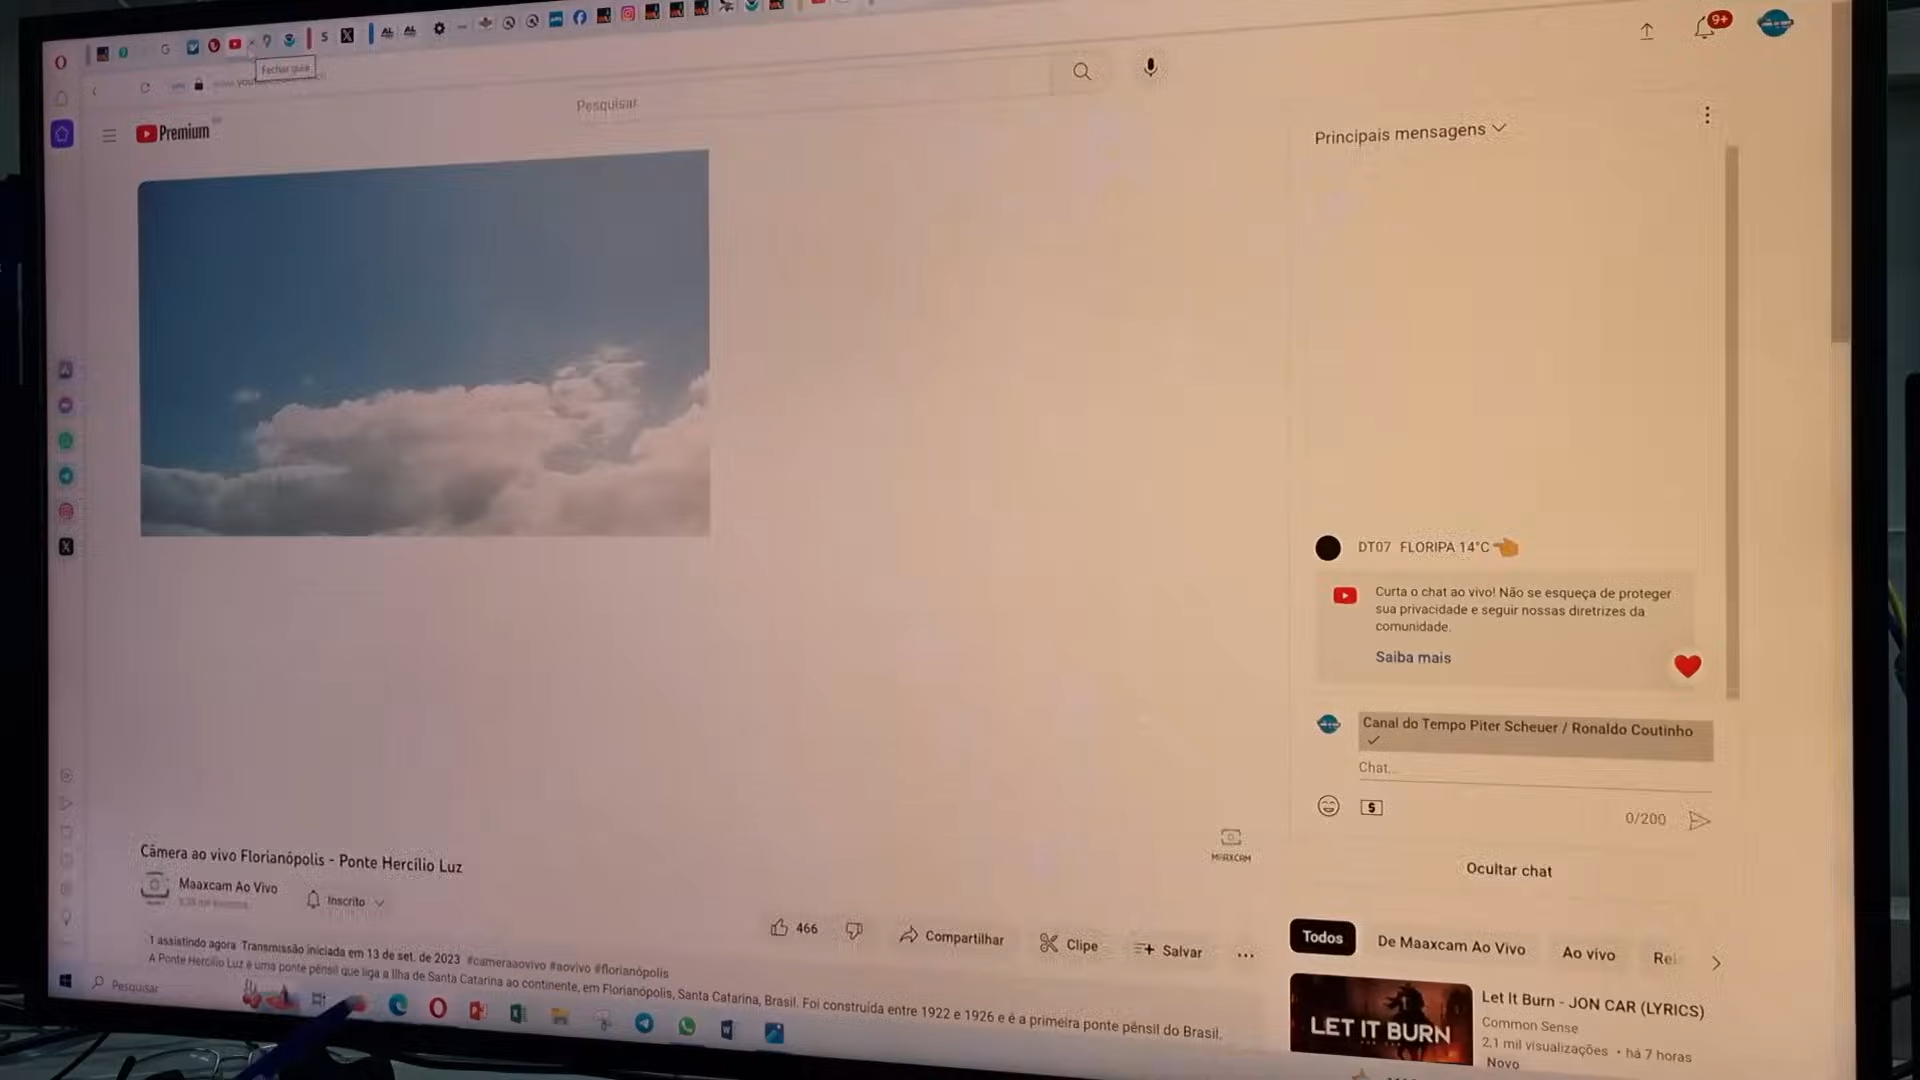 9+
Fechar guia
Pesquisar
Premium
Principais mensagens
DT07 FLORIPA 14°C
Curta o chat ao vivo! Não se esqueça de proteger
sua privacidade e seguir nossas diretrizes da
comunidade.
Saiba mais
Canal do Tempo Piter Scheuer / Ronaldo Coutinho
Chat...
0/200
Ocultar chat
MAAXCAM
Câmera ao vivo Florianópolis - Ponte Hercílio Luz
Maaxcam Ao Vivo
Inscrito
466
Compartilhar
Clipe
Salvar
1 assistindo agora Transmissão iniciada em 13 de set. de 2023 #cameraaovivo #aovivo #florianópolis
A Ponte Hercílio Luz é uma ponte pênsil que liga a Ilha de Santa Catarina ao continente, em Florianópolis, Santa Catarina, Brasil. Foi construída entre 1922 e 1926 e é a primeira ponte pênsil do Brasil.
Todos
De Maaxcam Ao Vivo
Ao vivo
LET IT BURN
Let It Burn - JON CAR (LYRICS)
Common Sense
2,1 mil visualizações • há 7 horas
Novo
Pesquisar